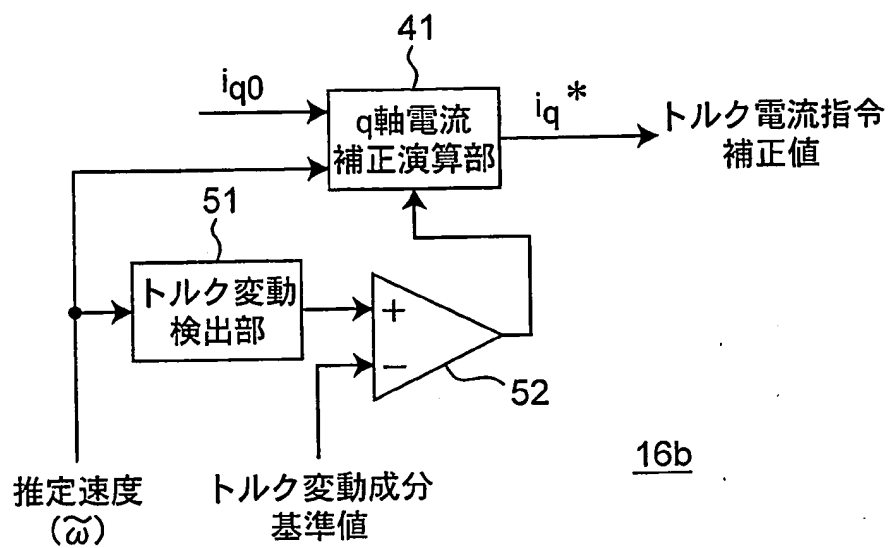 41
iq0
q軸電流
補正演算部
iq*
トルク電流指令
補正値
51
トルク変動
検出部
+
−
52
16b
推定速度
(ω̃)
トルク変動成分
基準値